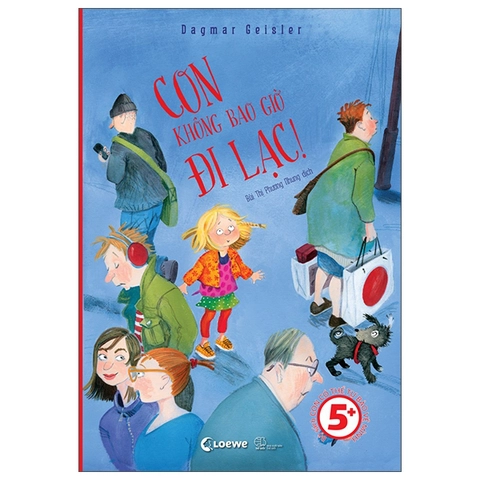 Dagmar Geisler
CON
KHÔNG BAO GIỜ
ĐI LẠC!
Bùi Thị Phương Nhung dịch
5+
Loewe